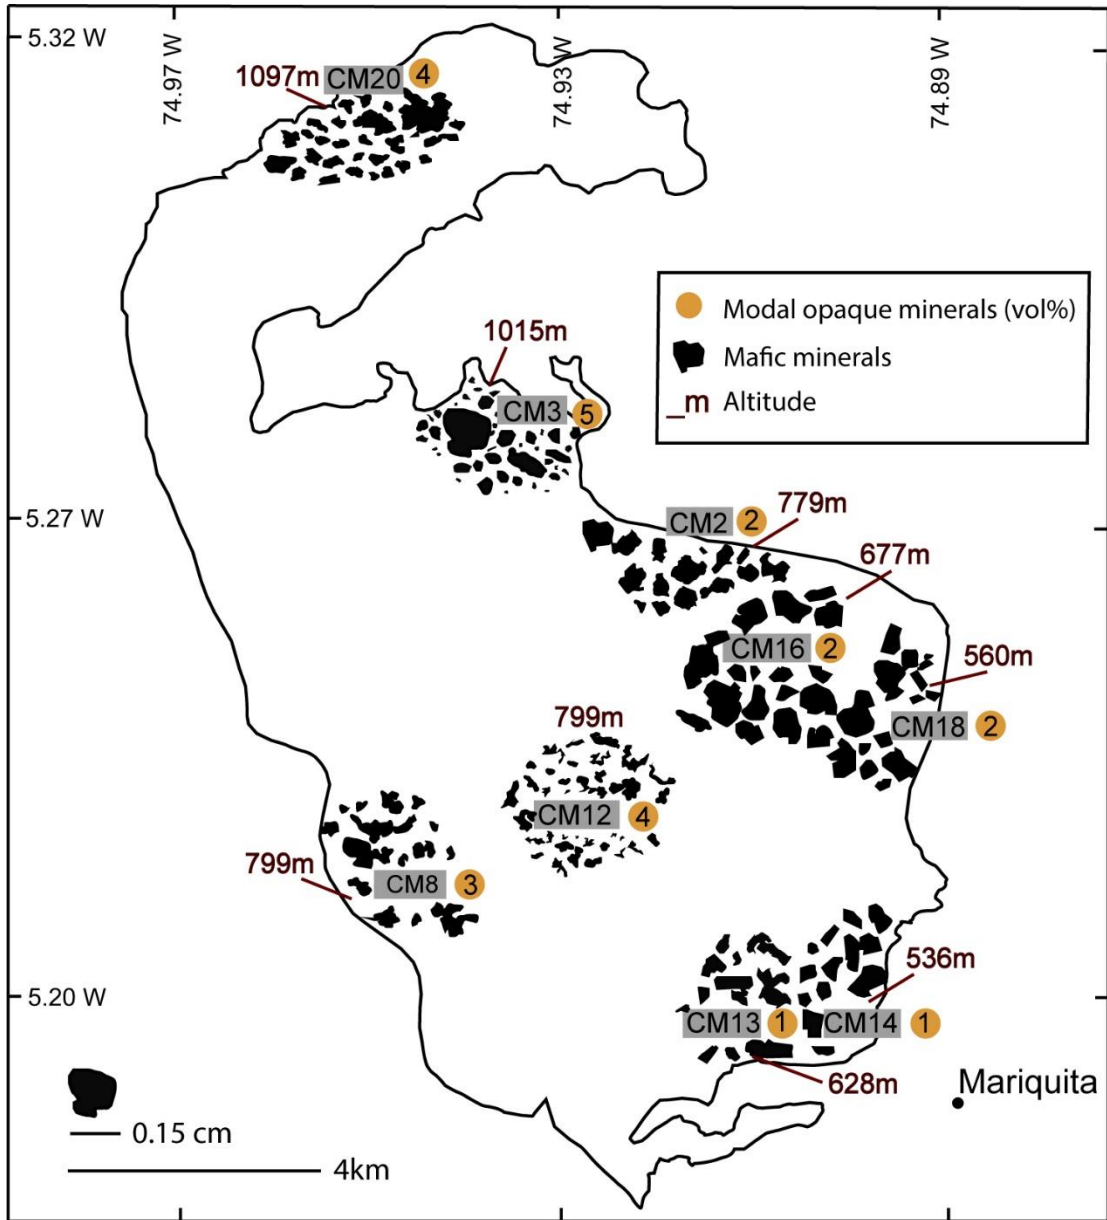 5.32 W
74.97 W
74.93 W
74.89 W
1097m
CM20
4
Modal opaque minerals (vol%)
Mafic minerals
_m Altitude
1015m
CM3
5
5.27 W
CM2
2
779m
677m
CM16
2
560m
CM18
2
799m
CM12
4
799m
CM8
3
536m
5.20 W
CM13
1
CM14
1
628m
Mariquita
0.15 cm
4km